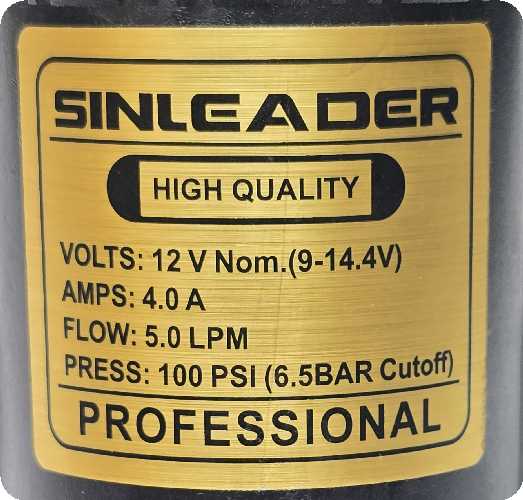 SINLEADER
HIGH QUALITY
VOLTS: 12 V Nom.(9-14.4V)
AMPS: 4.0 A
FLOW: 5.0 LPM
PRESS: 100 PSI (6.5BAR Cutoff)
PROFESSIONAL